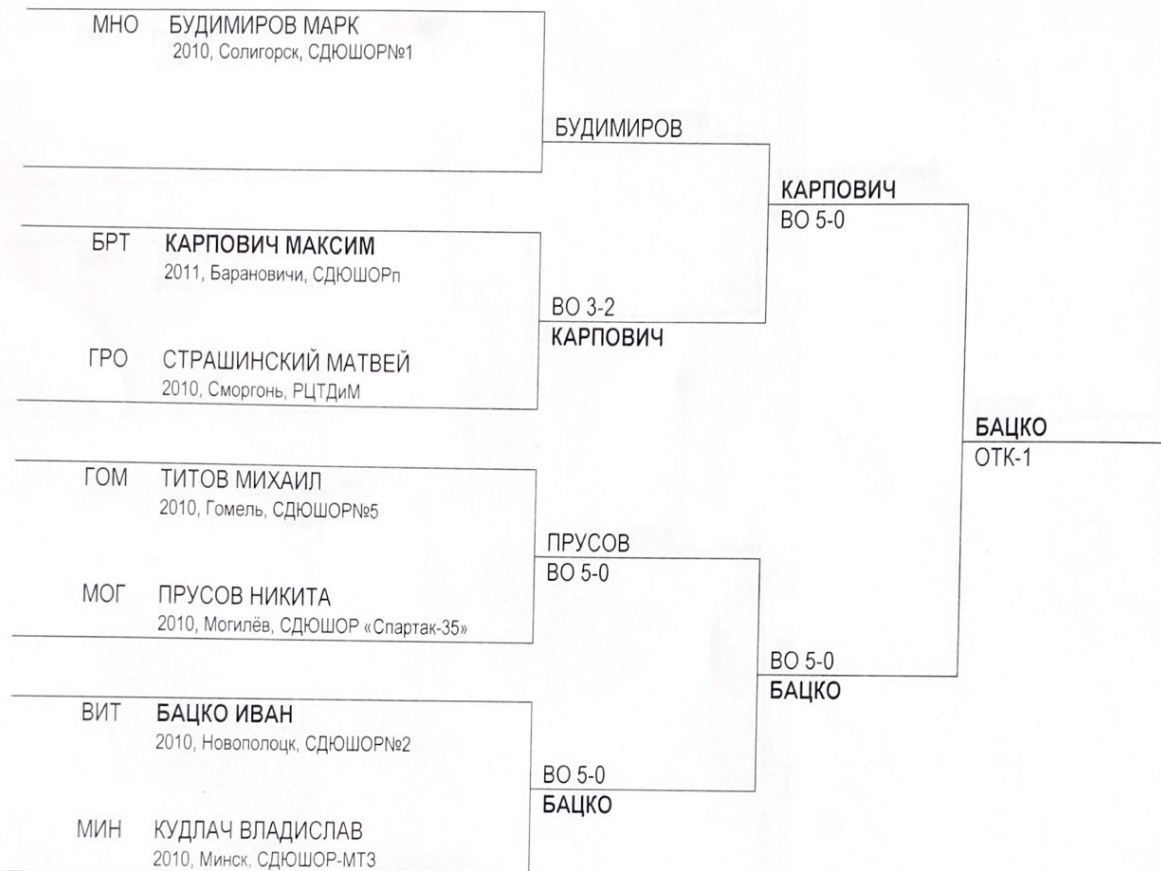 МНО БУДИМИРОВ МАРК
2010, Солигорск, СДЮШОР№1
БУДИМИРОВ
КАРПОВИЧ
ВО 5-0
БРТ КАРПОВИЧ МАКСИМ
2011, Барановичи, СДЮШОРп
ВО 3-2
КАРПОВИЧ
ГРО СТРАШИНСКИЙ МАТВЕЙ
2010, Сморгонь, РЦТДиМ
БАЦКО
ОТК-1
ГОМ ТИТОВ МИХАИЛ
2010, Гомель, СДЮШОР№5
ПРУСОВ
ВО 5-0
МОГ ПРУСОВ НИКИТА
2010, Могилёв, СДЮШОР «Спартак-35»
ВО 5-0
БАЦКО
ВИТ БАЦКО ИВАН
2010, Новополоцк, СДЮШОР№2
ВО 5-0
БАЦКО
МИН КУДЛАЧ ВЛАДИСЛАВ
2010, Минск, СДЮШОР-МТЗ